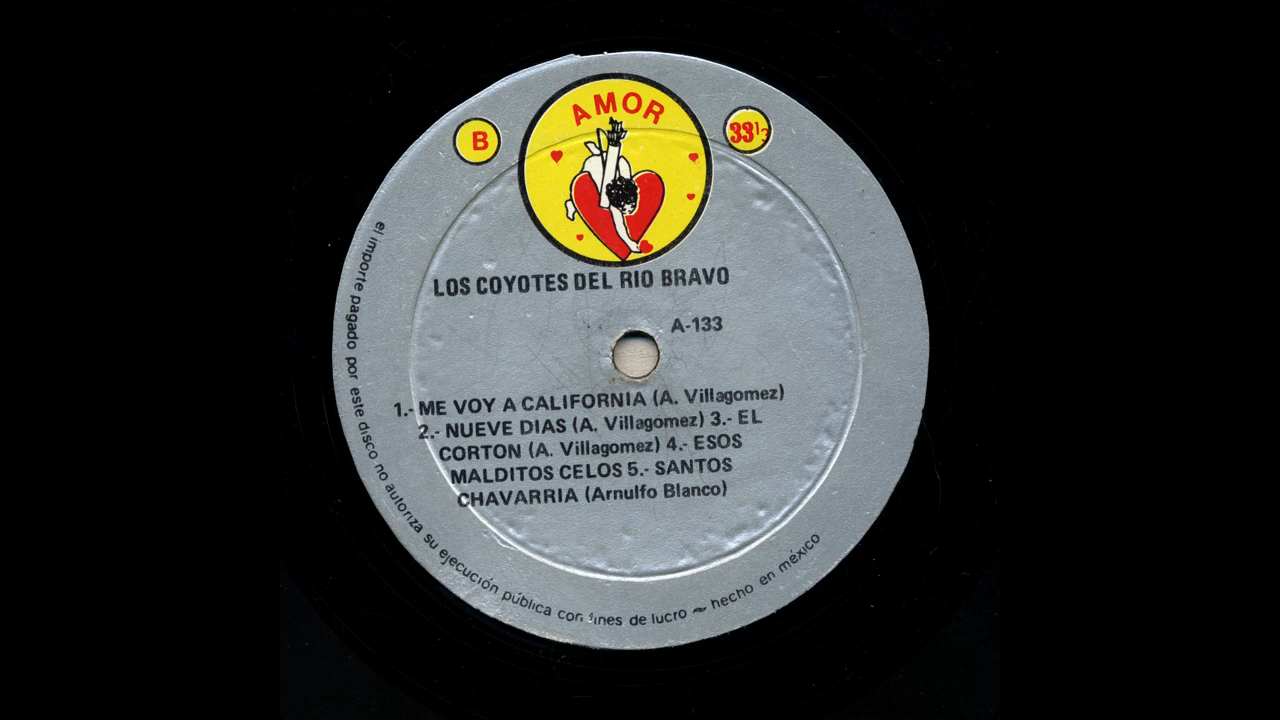 AMOR
B
33⅓
LOS COYOTES DEL RIO BRAVO
A-133
1.- ME VOY A CALIFORNIA (A. Villagomez)
2.- NUEVE DIAS (A. Villagomez) 3.- EL
CORTON (A. Villagomez) 4.- ESOS
MALDITOS CELOS 5.- SANTOS
CHAVARRIA (Arnulfo Blanco)
el importe pagado por este disco no autoriza su ejecución pública con fines de lucro ~ hecho en méxico